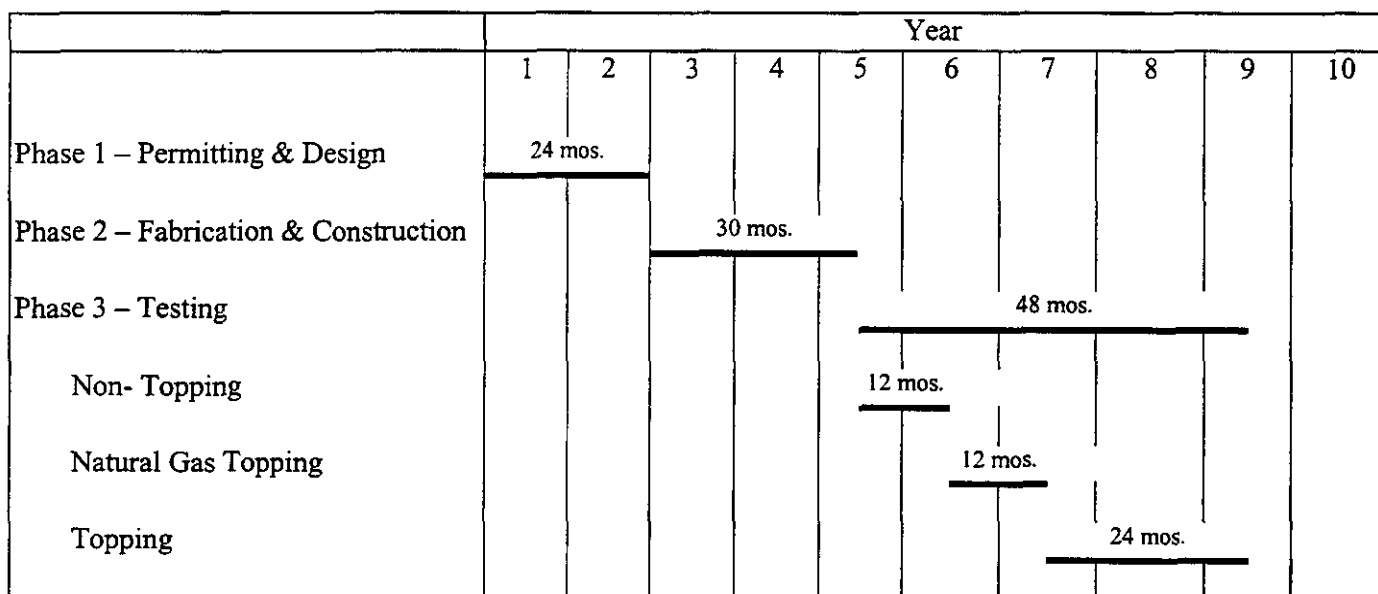 Year
1 2 3 4 5 6 7 8 9 10
Phase 1 – Permitting & Design 24 mos.
Phase 2 – Fabrication & Construction 30 mos.
Phase 3 – Testing 48 mos.
Non- Topping 12 mos.
Natural Gas Topping 12 mos.
Topping 24 mos.